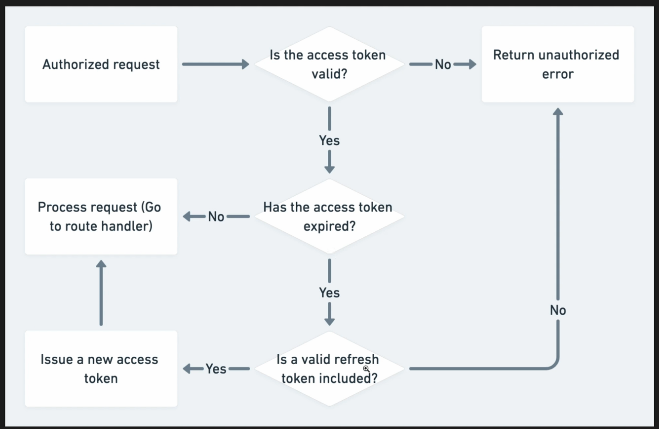 Authorized request
Is the access token
valid?
No
Return unauthorized
error
Yes
Process request (Go
to route handler)
No
Has the access token
expired?
Yes
No
Issue a new access
token
Yes
Is a valid refresh
token included?